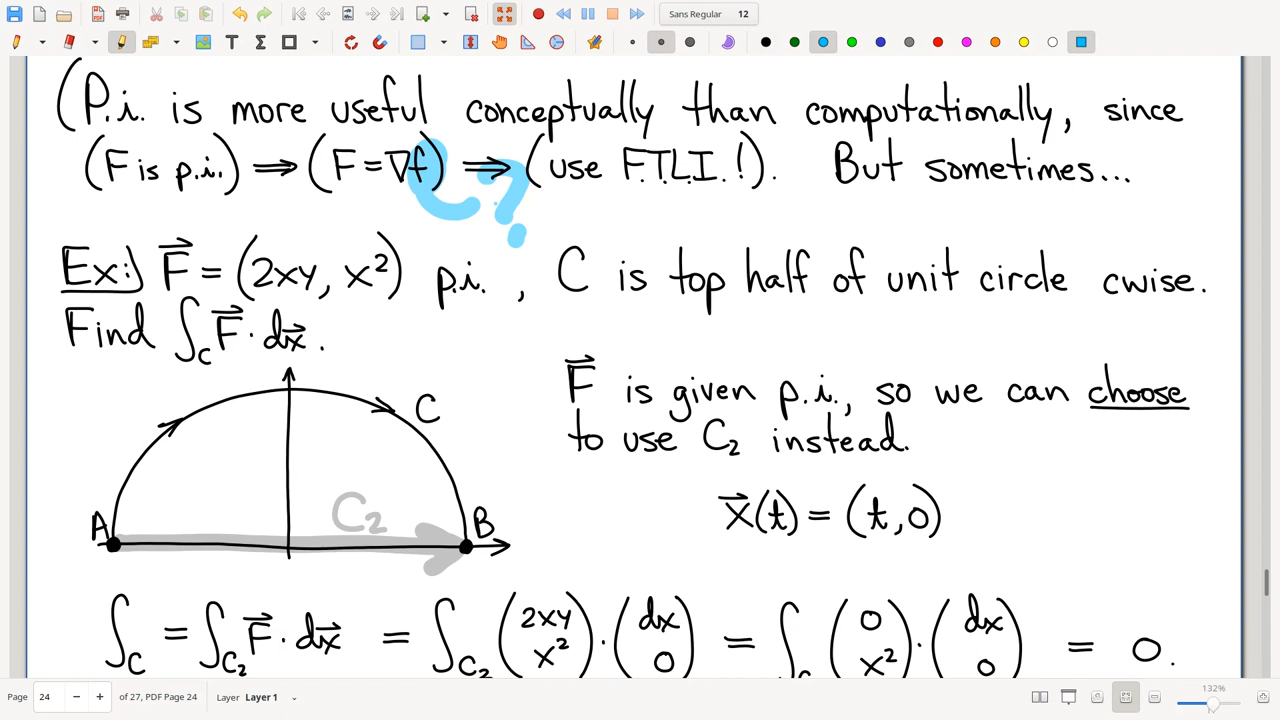 Sans Regular 12
(P.i. is more useful conceptually than computationally, since
(F is p.i.) ⟹ (F = ∇f) ⟹ (use F.T.L.I.!). But sometimes...
?
Ex: F⃗ = (2xy, x²) p.i. , C is top half of unit circle cwise.
Find ∫_C F⃗ · dx⃗ .
F⃗ is given p.i., so we can choose
to use C₂ instead.
C
x⃗(t) = (t, 0)
C₂
A B
∫_C = ∫_C₂ F⃗ · dx⃗ = ∫_C₂ (2xy x²) · (dx 0) = ∫_C (0 x²) · (dx 0) = 0.
Page 24 of 27, PDF Page 24 Layer Layer 1 132%